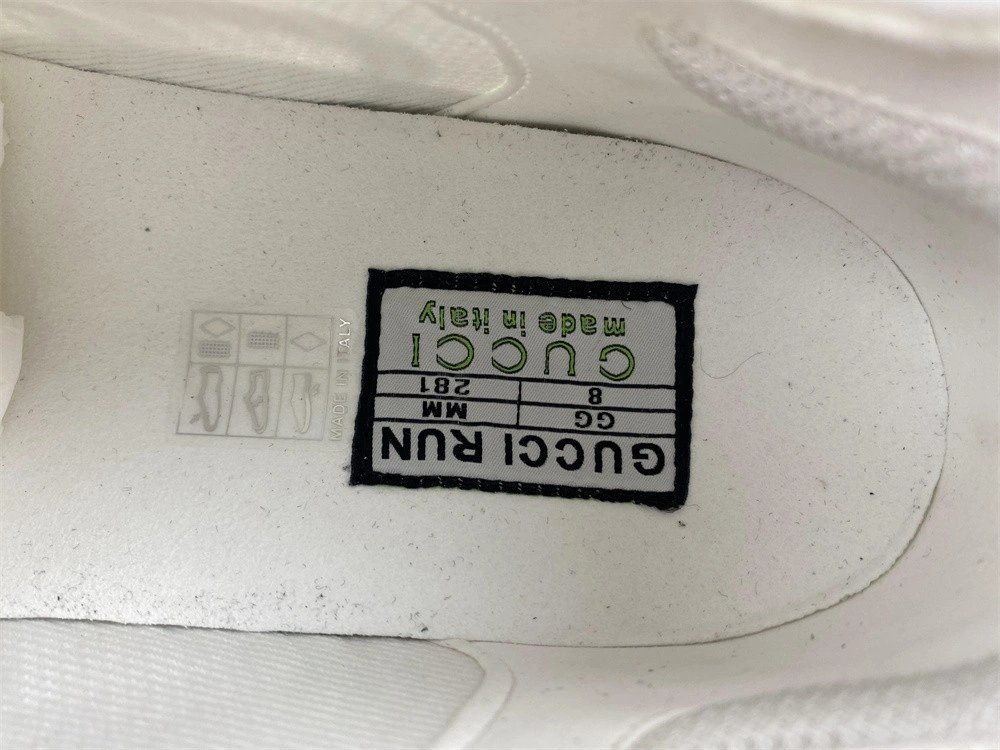 GUCCI RUN
GG MM
8 281
GUCCI
made in italy
MADE IN ITALY